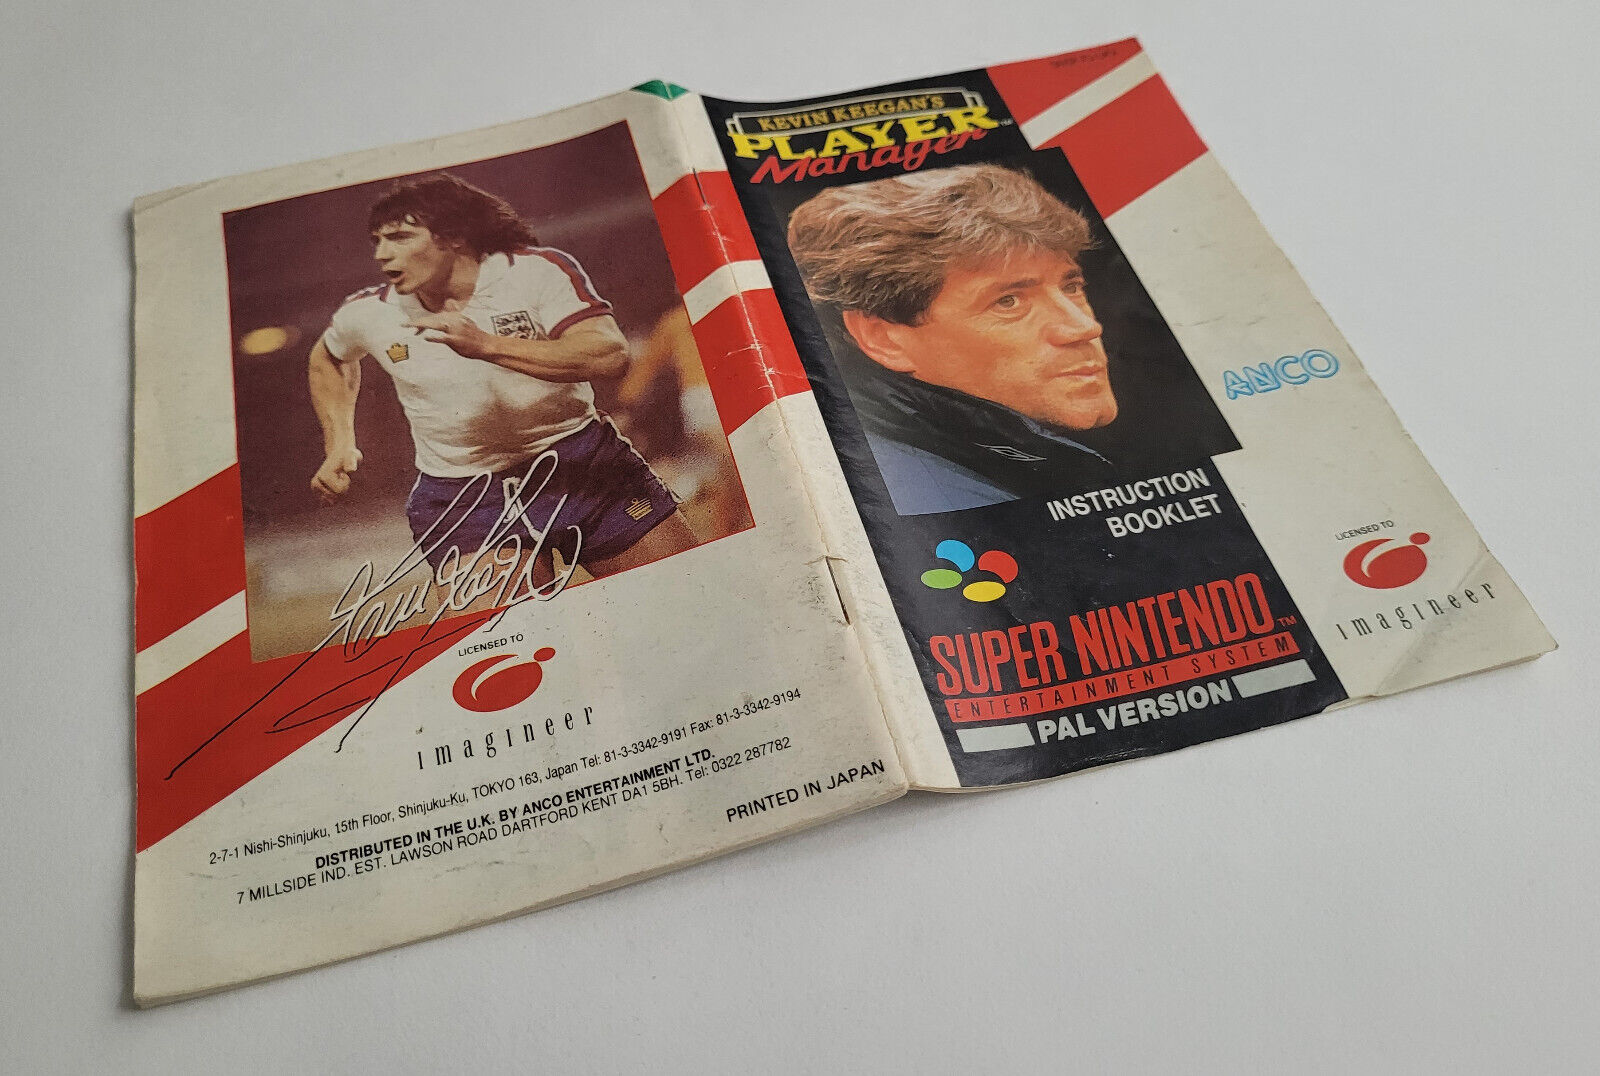 LICENSED TO
imagineer
2-7-1 Nishi-Shinjuku, 15th Floor, Shinjuku-Ku, TOKYO 163, Japan Tel: 81-3-3342-9191 Fax: 81-3-3342-9194
DISTRIBUTED IN THE U.K. BY ANCO ENTERTAINMENT LTD.
7 MILLSIDE IND. EST. LAWSON ROAD DARTFORD KENT DA1 5BH. Tel: 0322 287782
PRINTED IN JAPAN
KEVIN KEEGAN'S
PLAYER™
Manager
INSTRUCTION
BOOKLET
SUPER NINTENDO™
ENTERTAINMENT SYSTEM
PAL VERSION
ANCO
LICENSED TO
imagineer